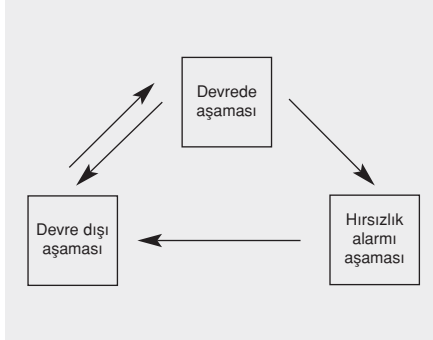 Devrede
aşaması
Devre dışı
aşaması
Hırsızlık
alarmı
aşaması